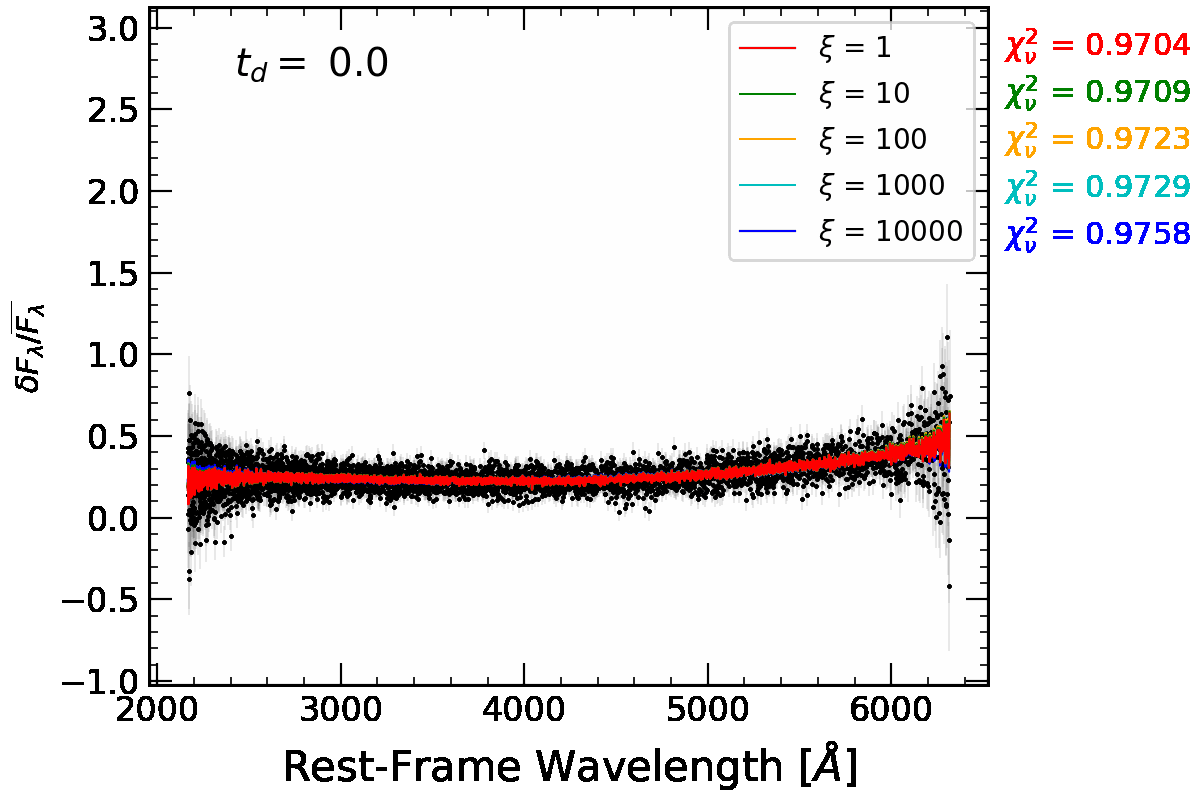 t_d = 0.0
ξ = 1
ξ = 10
ξ = 100
ξ = 1000
ξ = 10000
χ²_ν = 0.9704
χ²_ν = 0.9709
χ²_ν = 0.9723
χ²_ν = 0.9729
χ²_ν = 0.9758
3.0
2.5
2.0
1.5
1.0
0.5
0.0
−0.5
−1.0
δF_λ/F̅_λ
2000 3000 4000 5000 6000
Rest-Frame Wavelength [Å]